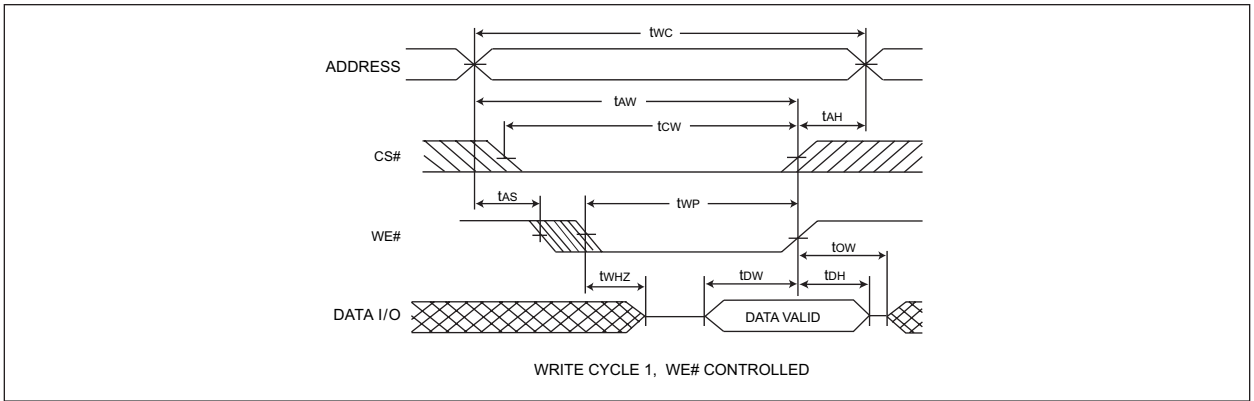 tWC
ADDRESS
tAW
tCW
tAH
CS#
tAS
tWP
WE#
tOW
tWHZ
tDW
tDH
DATA I/O
DATA VALID
WRITE CYCLE 1, WE# CONTROLLED